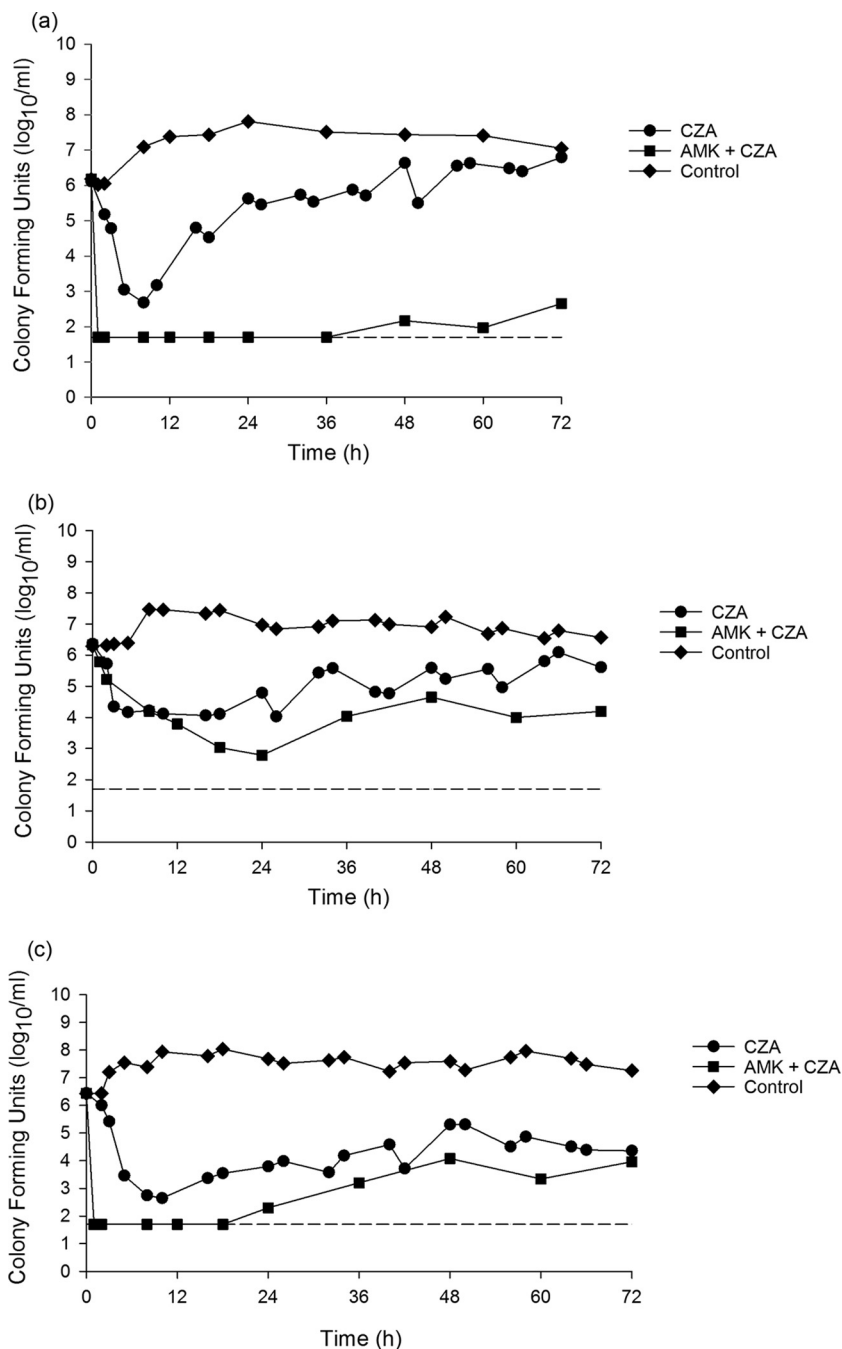 (a)
Colony Forming Units (log10/ml)
10
9
8
7
6
5
4
3
2
1
0
0 12 24 36 48 60 72
Time (h)
CZA
AMK + CZA
Control
(b)
Colony Forming Units (log10/ml)
10
9
8
7
6
5
4
3
2
1
0
0 12 24 36 48 60 72
Time (h)
CZA
AMK + CZA
Control
(c)
Colony Forming Units (log10/ml)
10
9
8
7
6
5
4
3
2
1
0
0 12 24 36 48 60 72
Time (h)
CZA
AMK + CZA
Control